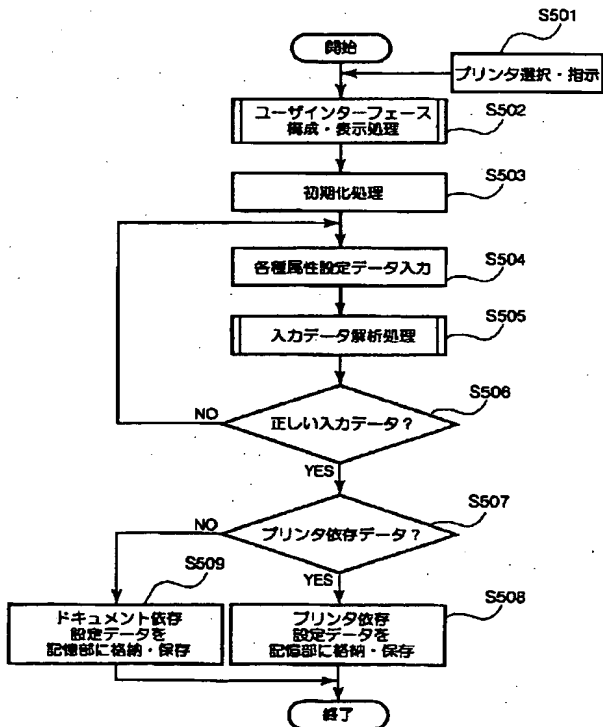 S501
開始
プリンタ選択・指示
ユーザインターフェース
構成・表示処理
S502
初期化処理
S503
各種属性設定データ入力
S504
入力データ解析処理
S505
正しい入力データ?
S506
NO
YES
プリンタ依存データ?
S507
NO
YES
S509
ドキュメント依存
設定データを
記憶部に格納・保存
プリンタ依存
設定データを
記憶部に格納・保存
S508
終了